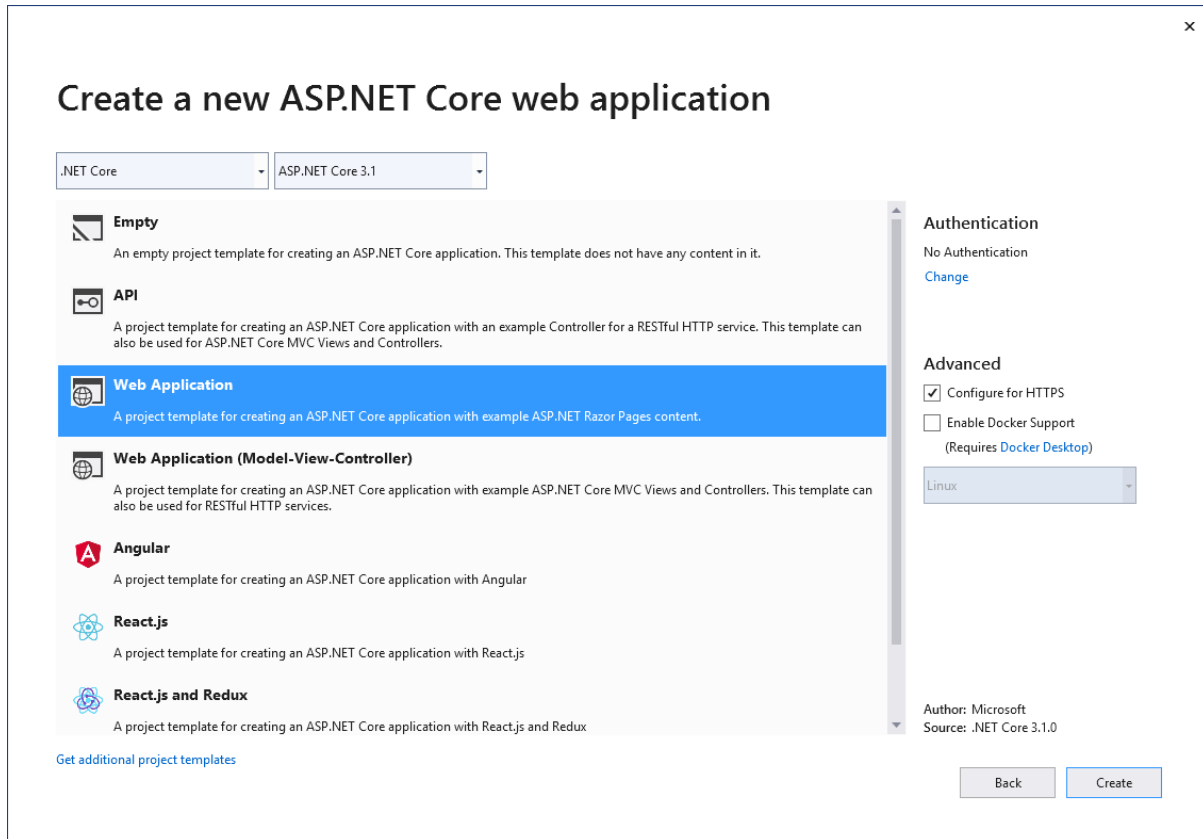 Create a new ASP.NET Core web application
.NET Core
ASP.NET Core 3.1
Empty
An empty project template for creating an ASP.NET Core application. This template does not have any content in it.
API
A project template for creating an ASP.NET Core application with an example Controller for a RESTful HTTP service. This template can
also be used for ASP.NET Core MVC Views and Controllers.
Web Application
A project template for creating an ASP.NET Core application with example ASP.NET Razor Pages content.
Web Application (Model-View-Controller)
A project template for creating an ASP.NET Core application with example ASP.NET Core MVC Views and Controllers. This template can
also be used for RESTful HTTP services.
Angular
A project template for creating an ASP.NET Core application with Angular
React.js
A project template for creating an ASP.NET Core application with React.js
React.js and Redux
A project template for creating an ASP.NET Core application with React.js and Redux
Get additional project templates
Authentication
No Authentication
Change
Advanced
Configure for HTTPS
Enable Docker Support
(Requires Docker Desktop)
Linux
Author: Microsoft
Source: .NET Core 3.1.0
Back
Create